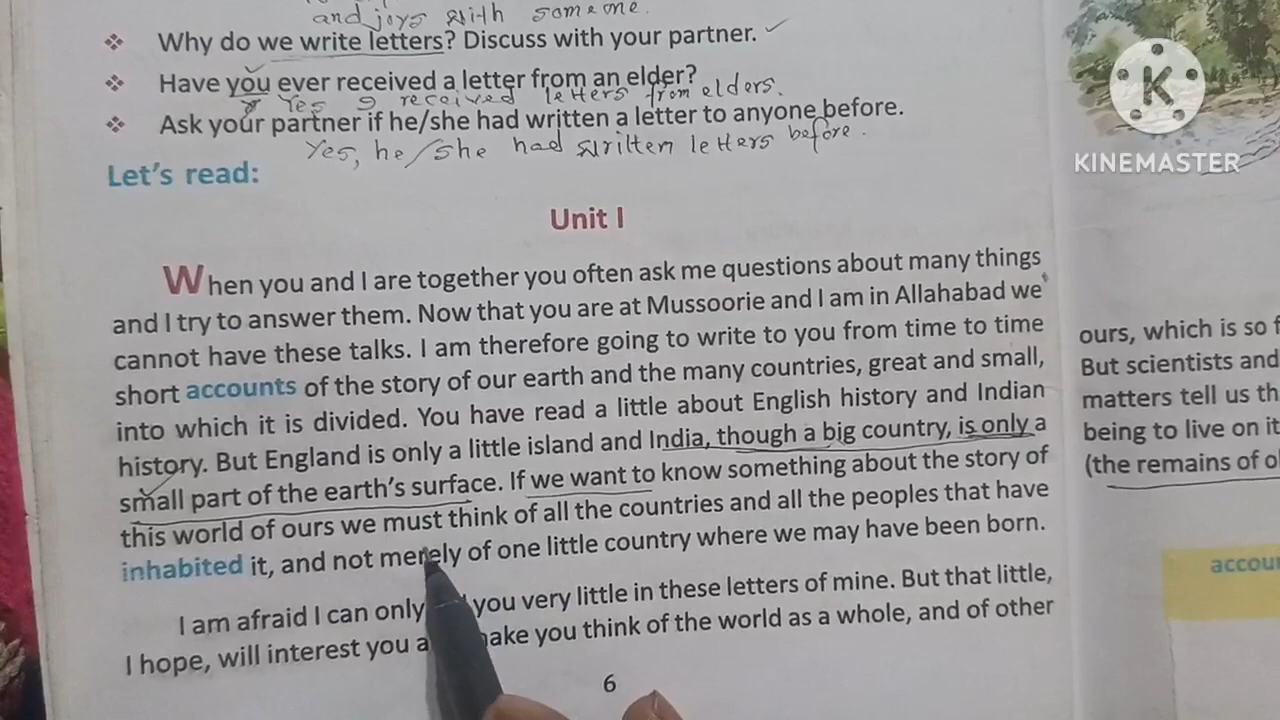 and joys with someone.
❖ Why do we write letters? Discuss with your partner.
❖ Have you ever received a letter from an elder?
Yes I received letters from elders.
❖ Ask your partner if he/she had written a letter to anyone before.
Yes, he/she had written letters before.
Let's read:
Unit I
When you and I are together you often ask me questions about many things
and I try to answer them. Now that you are at Mussoorie and I am in Allahabad we
cannot have these talks. I am therefore going to write to you from time to time
short accounts of the story of our earth and the many countries, great and small,
into which it is divided. You have read a little about English history and Indian
history. But England is only a little island and India, though a big country, is only a
small part of the earth's surface. If we want to know something about the story of
this world of ours we must think of all the countries and all the peoples that have
inhabited it, and not merely of one little country where we may have been born.
I am afraid I can only you very little in these letters of mine. But that little,
I hope, will interest you make you think of the world as a whole, and of other
6
K
KINEMASTER
ours, which is so
But scientists and
matters tell us
being to live on it
(the remains of